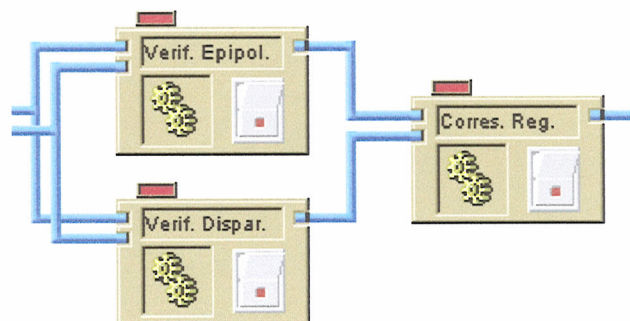 Verif. Epipol.
Corres. Reg.
Verif. Dispar.